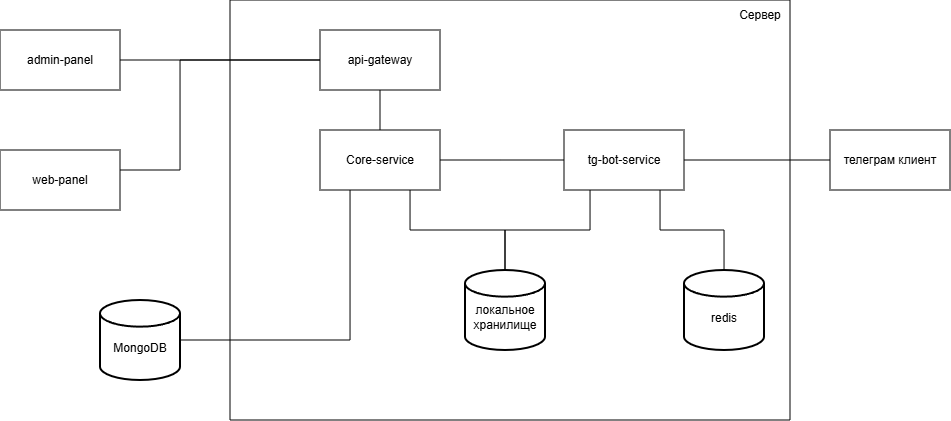 Сервер
admin-panel
api-gateway
web-panel
Core-service
tg-bot-service
телеграм клиент
MongoDB
локальное
хранилище
redis